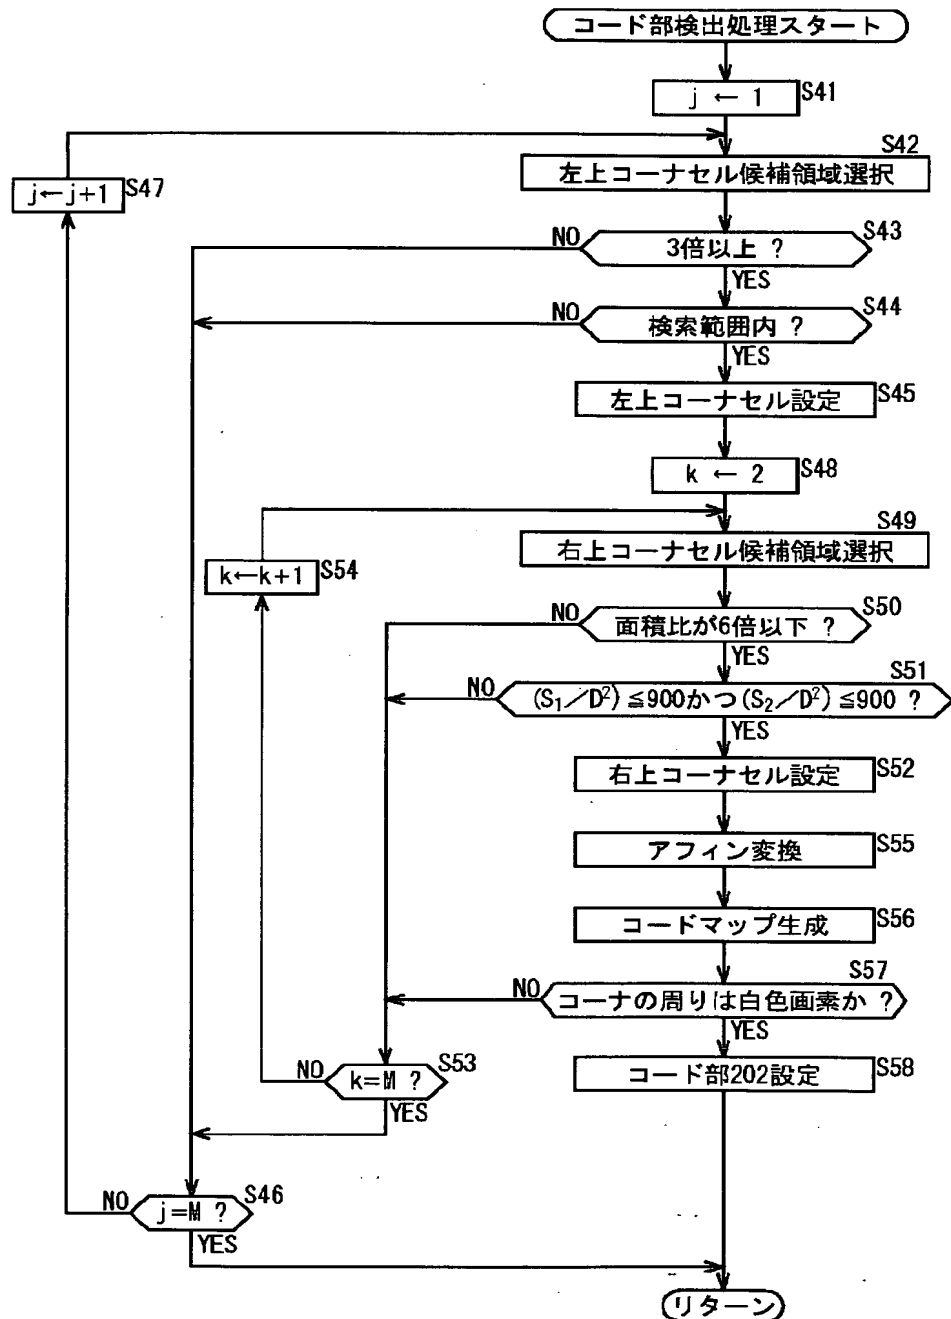 コード部検出処理スタート
j ← 1
S41
S42
左上コーナセル候補領域選択
j←j+1
S47
S43
NO
3倍以上 ?
YES
S44
NO
検索範囲内 ?
YES
左上コーナセル設定
S45
k ← 2
S48
S49
右上コーナセル候補領域選択
k←k+1
S54
S50
NO
面積比が6倍以下 ?
YES
S51
NO
(S₁/D²)≦900かつ(S₂/D²)≦900 ?
YES
右上コーナセル設定
S52
アフィン変換
S55
コードマップ生成
S56
S57
NO
コーナの周りは白色画素か ?
YES
NO
k=M ?
S53
YES
コード部202設定
S58
NO
j=M ?
S46
YES
リターン